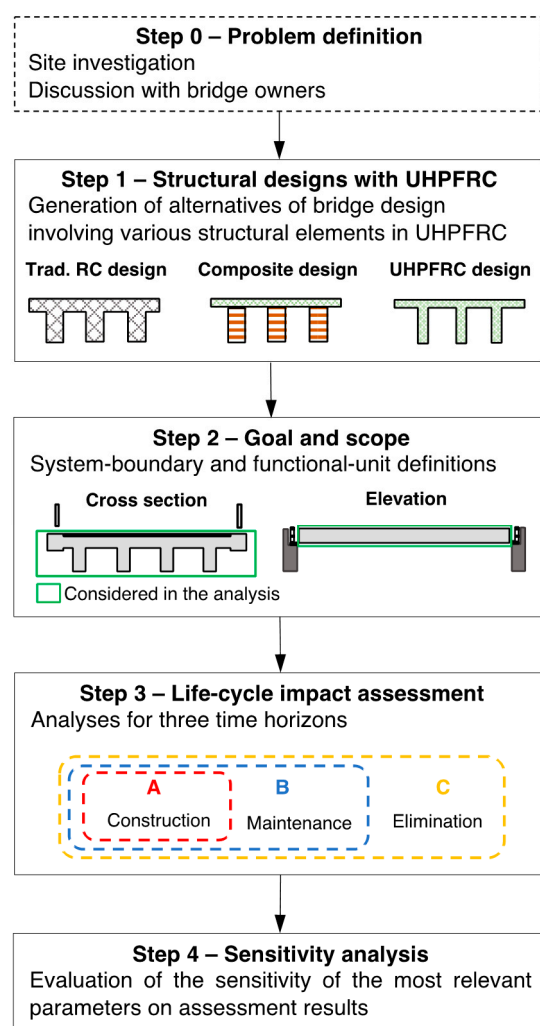 Step 0 – Problem definition
Site investigation
Discussion with bridge owners
Step 1 – Structural designs with UHPFRC
Generation of alternatives of bridge design
involving various structural elements in UHPFRC
Trad. RC design Composite design UHPFRC design
Step 2 – Goal and scope
System-boundary and functional-unit definitions
Cross section Elevation
Considered in the analysis
Step 3 – Life-cycle impact assessment
Analyses for three time horizons
A B C
Construction Maintenance Elimination
Step 4 – Sensitivity analysis
Evaluation of the sensitivity of the most relevant
parameters on assessment results